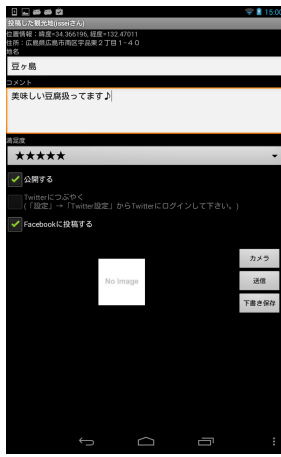 15:00
投稿した観光地(isseiさん)
位置情報：緯度=34.366196, 経度=132.47011
住所：広島県広島市南区宇品東２丁目１−４０
地名
豆ヶ島
コメント
美味しい豆腐扱ってます♪
満足度
★★★★★
公開する
Twitterにつぶやく
(「設定」→「Twitter設定」からTwitterにログインして下さい。)
Facebookに投稿する
カメラ
No Image
送信
下書き保存